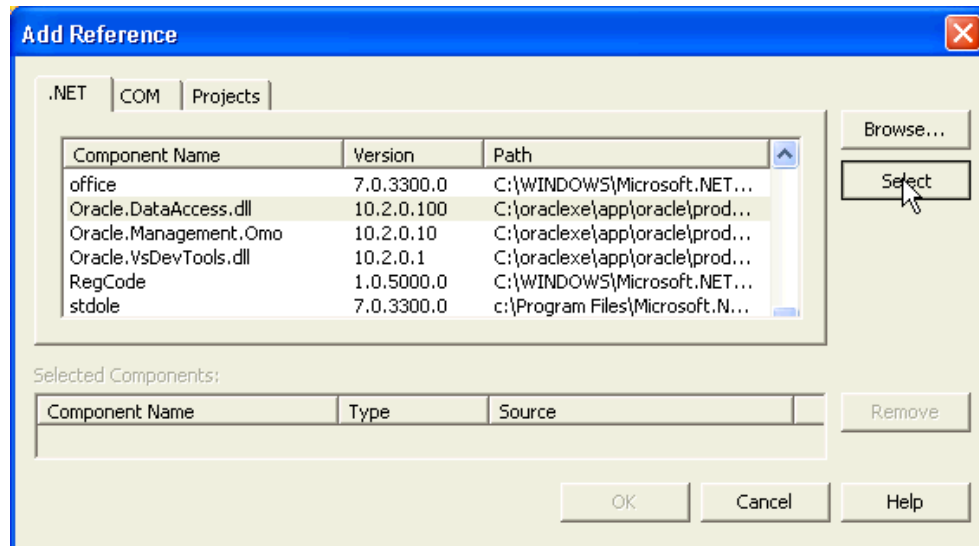 Add Reference
.NET COM Projects
Browse...
Component Name Version Path
Select
office 7.0.3300.0 C:\WINDOWS\Microsoft.NET...
Oracle.DataAccess.dll 10.2.0.100 C:\oraclexe\app\oracle\prod...
Oracle.Management.Omo 10.2.0.10 C:\oraclexe\app\oracle\prod...
Oracle.VsDevTools.dll 10.2.0.1 C:\oraclexe\app\oracle\prod...
RegCode 1.0.5000.0 C:\WINDOWS\Microsoft.NET...
stdole 7.0.3300.0 c:\Program Files\Microsoft.N...
Selected Components:
Component Name Type Source
Remove
OK Cancel Help